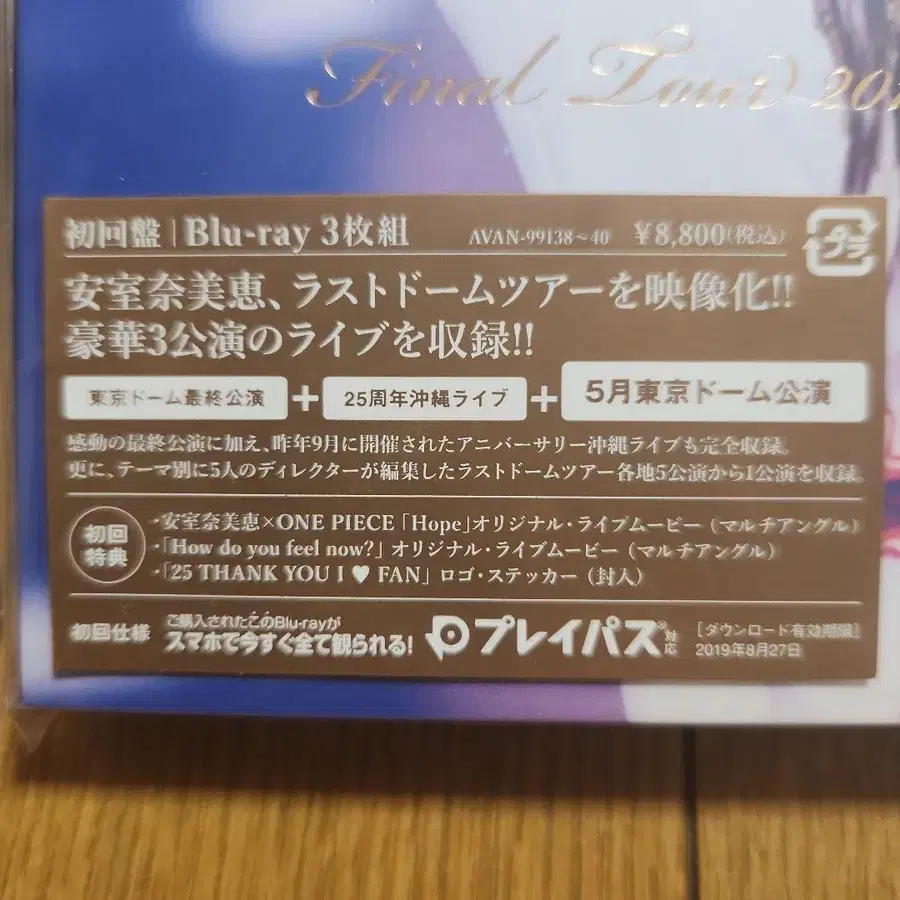 Final Tour 201
初回盤 | Blu-ray 3枚組 AVAN-99138～40 ¥8,800(税込) プラ
安室奈美恵、ラストドームツアーを映像化!!
豪華3公演のライブを収録!!
東京ドーム最終公演 + 25周年沖縄ライブ + 5月東京ドーム公演
感動の最終公演に加え、昨年9月に開催されたアニバーサリー沖縄ライブも完全収録。
更に、テーマ別に5人のディレクターが編集したラストドームツアー各地5公演から1公演を収録。
初回特典
・安室奈美恵×ONE PIECE「Hope」オリジナル・ライブムービー（マルチアングル）
・「How do you feel now?」オリジナル・ライブムービー（マルチアングル）
・「25 THANK YOU I ♥ FAN」ロゴ・ステッカー（封入）
初回仕様 ご購入されたこのBlu-rayが
スマホで今すぐ全て観られる! プレイパス®対応 [ダウンロード有効期限]
2019年8月27日